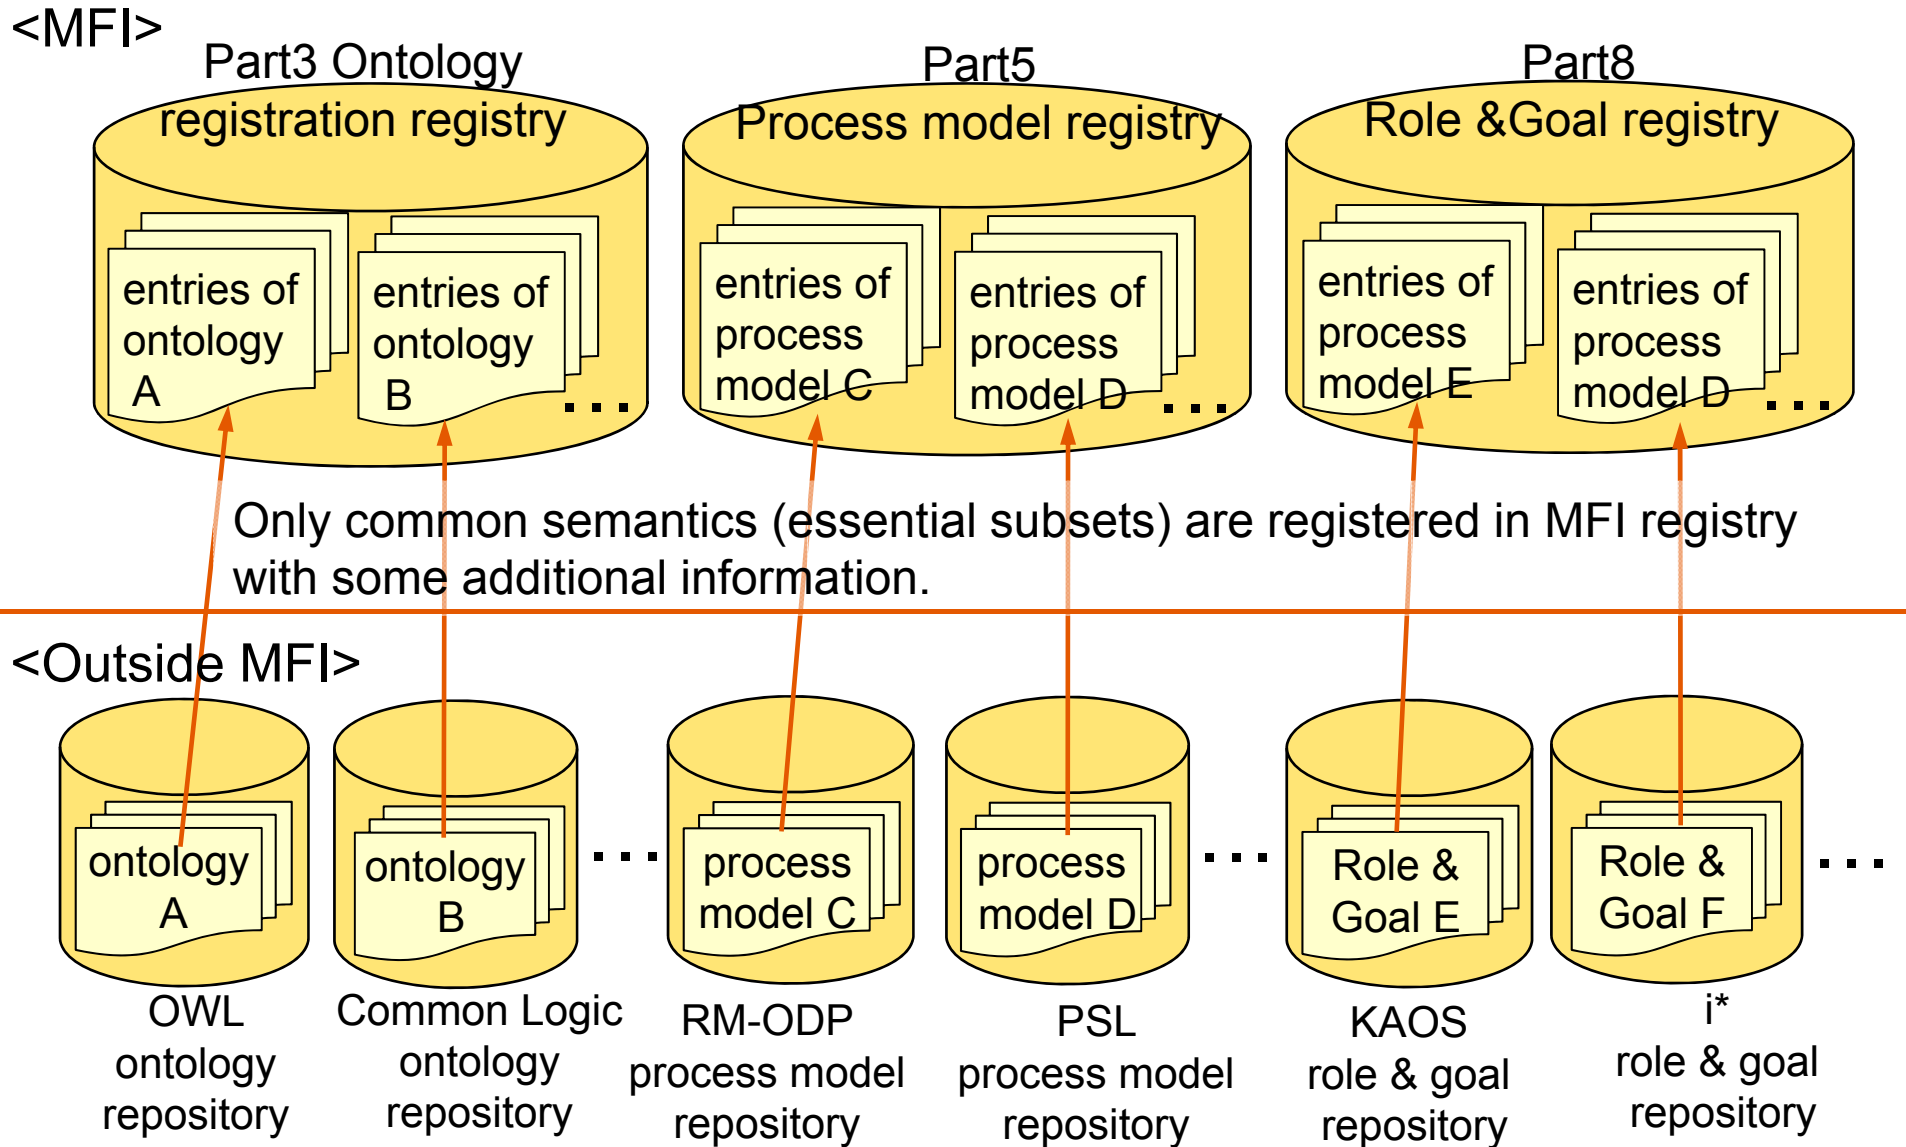 <MFI>
Part3 Ontology
registration registry
Part5
Process model registry
Part8
Role &Goal registry
entries of
ontology
A
entries of
ontology
B
...
entries of
process
model C
entries of
process
model D
...
entries of
process
model E
entries of
process
model D
...
Only common semantics (essential subsets) are registered in MFI registry
with some additional information.
<Outside MFI>
ontology
A
ontology
B
...
process
model C
process
model D
...
Role &
Goal E
Role &
Goal F
...
OWL
ontology
repository
Common Logic
ontology
repository
RM-ODP
process model
repository
PSL
process model
repository
KAOS
role & goal
repository
i*
role & goal
repository